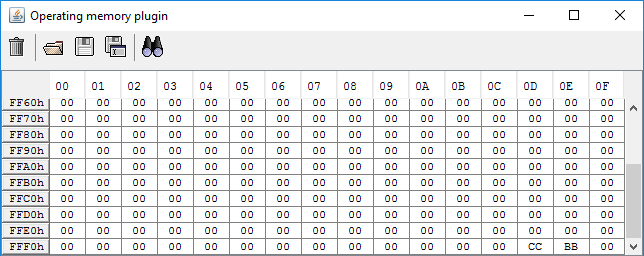 Operating memory plugin
00 01 02 03 04 05 06 07 08 09 0A 0B 0C 0D 0E 0F
FF60h 00 00 00 00 00 00 00 00 00 00 00 00 00 00 00 00
FF70h 00 00 00 00 00 00 00 00 00 00 00 00 00 00 00 00
FF80h 00 00 00 00 00 00 00 00 00 00 00 00 00 00 00 00
FF90h 00 00 00 00 00 00 00 00 00 00 00 00 00 00 00 00
FFA0h 00 00 00 00 00 00 00 00 00 00 00 00 00 00 00 00
FFB0h 00 00 00 00 00 00 00 00 00 00 00 00 00 00 00 00
FFC0h 00 00 00 00 00 00 00 00 00 00 00 00 00 00 00 00
FFD0h 00 00 00 00 00 00 00 00 00 00 00 00 00 00 00 00
FFE0h 00 00 00 00 00 00 00 00 00 00 00 00 00 00 00 00
FFF0h 00 00 00 00 00 00 00 00 00 00 00 00 00 CC BB 00